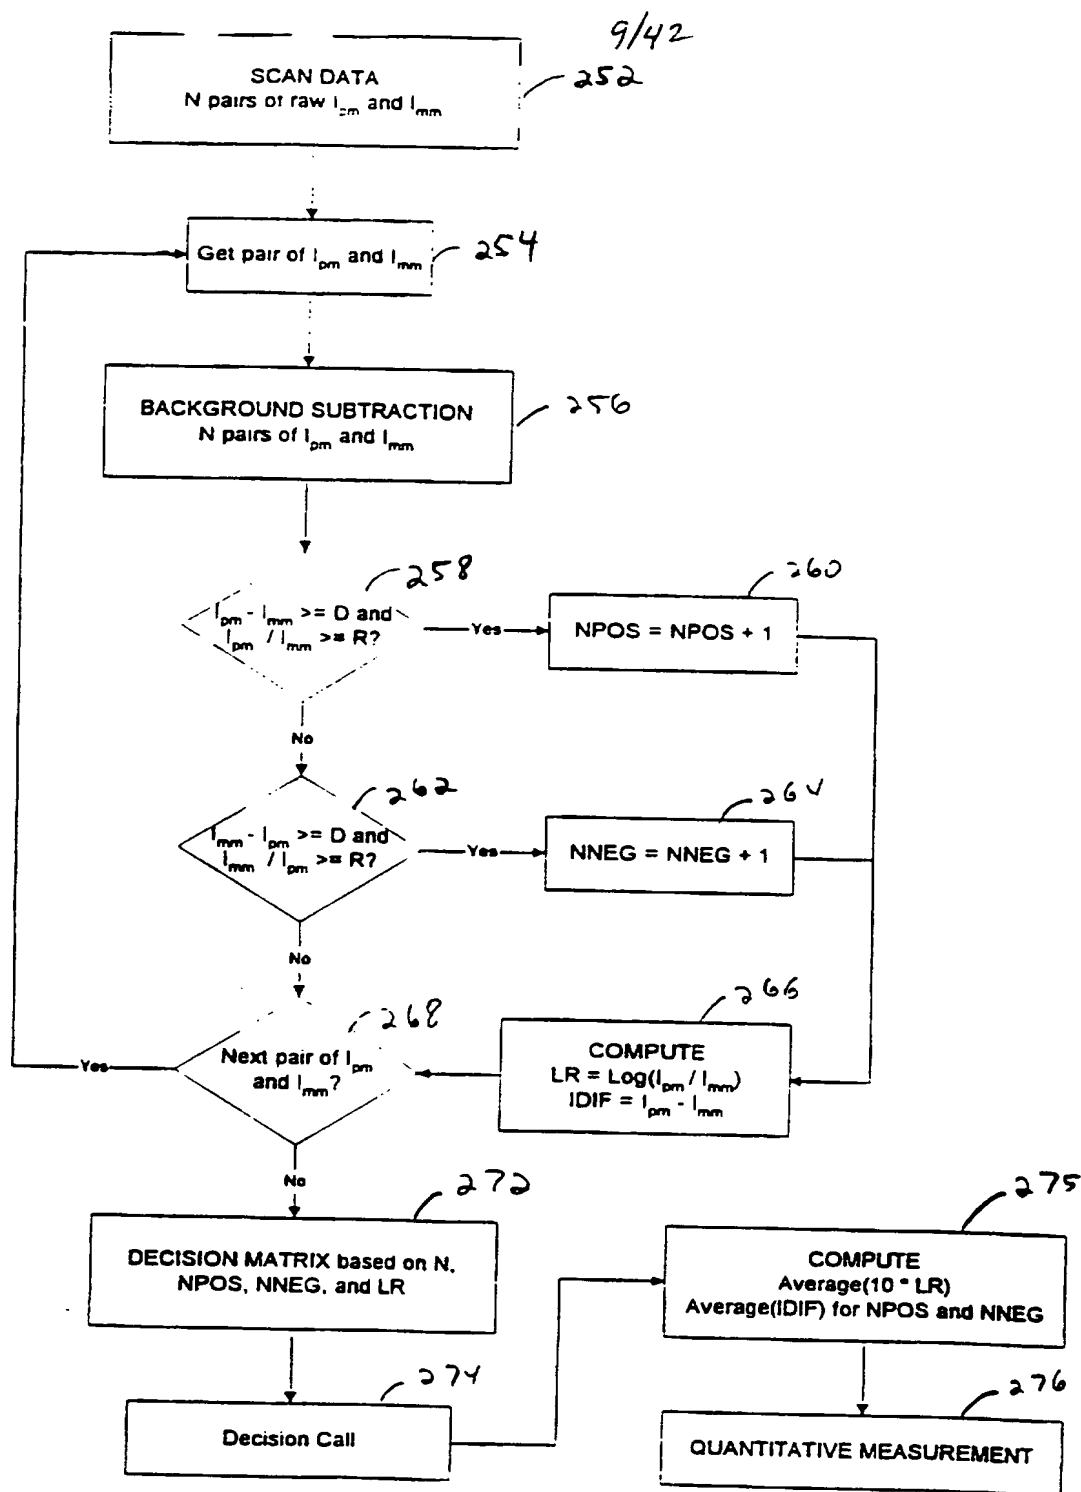 9/42
SCAN DATA
N pairs of raw Ipm and Imm
252
Get pair of Ipm and Imm
254
BACKGROUND SUBTRACTION
N pairs of Ipm and Imm
256
258
Ipm - Imm >= D and
Ipm / Imm >= R?
Yes
260
NPOS = NPOS + 1
No
262
Imm - Ipm >= D and
Imm / Ipm >= R?
Yes
264
NNEG = NNEG + 1
No
268
Next pair of Ipm
and Imm?
Yes
266
COMPUTE
LR = Log(Ipm / Imm)
IDIF = Ipm - Imm
No
272
DECISION MATRIX based on N,
NPOS, NNEG, and LR
275
COMPUTE
Average(10 * LR)
Average(IDIF) for NPOS and NNEG
274
Decision Call
276
QUANTITATIVE MEASUREMENT